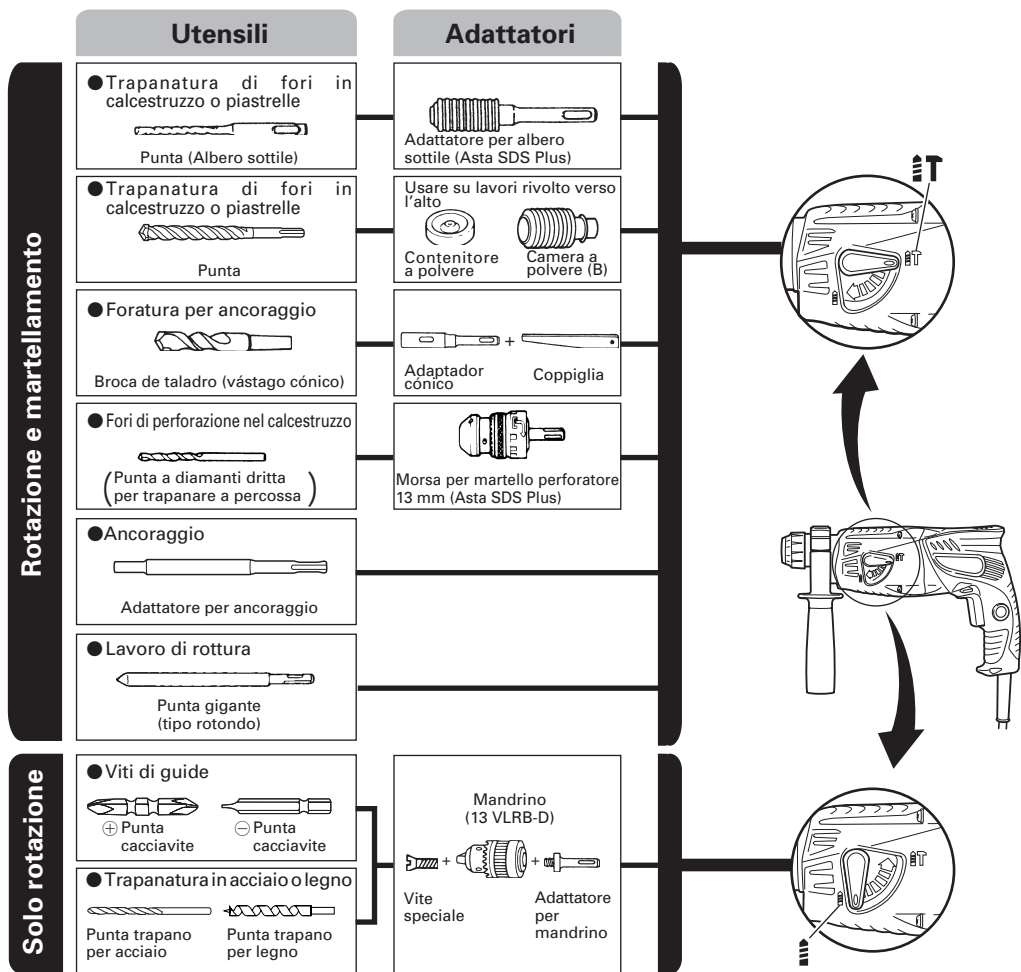 Utensili
Adattatori
Rotazione e martellamento
●Trapanatura di fori in
calcestruzzo o piastrelle
Punta (Albero sottile)
Adattatore per albero
sottile (Asta SDS Plus)
●Trapanatura di fori in
calcestruzzo o piastrelle
Punta
Usare su lavori rivolto verso
l'alto
Contenitore
a polvere
Camera a
polvere (B)
●Foratura per ancoraggio
Broca de taladro (vástago cónico)
+
Adaptador
cónico
Coppiglia
●Fori di perforazione nel calcestruzzo
(Punta a diamanti dritta
per trapanare a percossa)
Morsa per martello perforatore
13 mm (Asta SDS Plus)
●Ancoraggio
Adattatore per ancoraggio
●Lavoro di rottura
Punta gigante
(tipo rotondo)
Solo rotazione
●Viti di guide
⊕ Punta
cacciavite
⊖ Punta
cacciavite
●Trapanatura in acciaio o legno
Punta trapano
per acciaio
Punta trapano
per legno
Mandrino
(13 VLRB-D)
+ +
Vite
speciale
Adattatore
per
mandrino